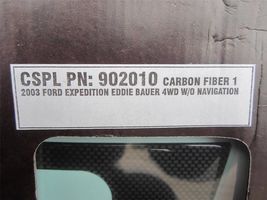 CSPL PN: 902010 CARBON FIBER 1
2003 FORD EXPEDITION EDDIE BAUER 4WD W/O NAVIGATION